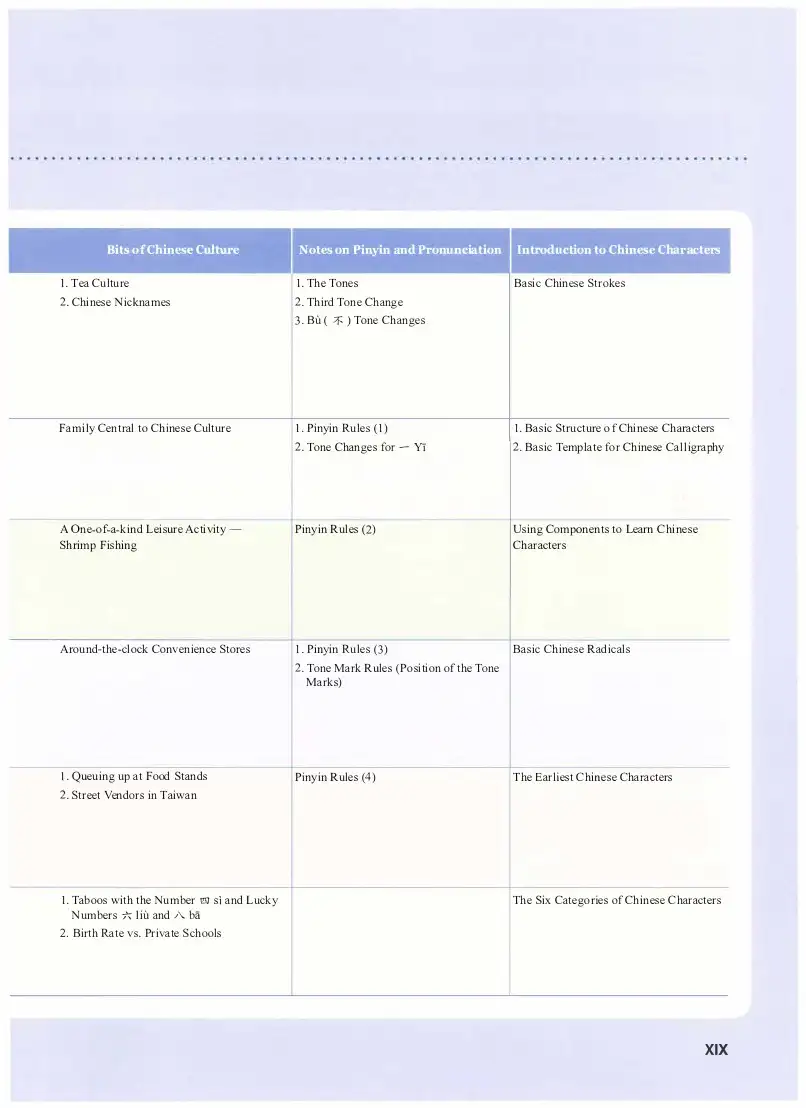 Bits of Chinese Culture Notes on Pinyin and Pronunciation Introduction to Chinese Characters
1. Tea Culture
2. Chinese Nicknames
1. The Tones
2. Third Tone Change
3. Bù ( 不 ) Tone Changes
Basic Chinese Strokes
Family Central to Chinese Culture
1. Pinyin Rules (1)
2. Tone Changes for 一 Yī
1. Basic Structure of Chinese Characters
2. Basic Template for Chinese Calligraphy
A One-of-a-kind Leisure Activity —
Shrimp Fishing
Pinyin Rules (2)
Using Components to Learn Chinese
Characters
Around-the-clock Convenience Stores
1. Pinyin Rules (3)
2. Tone Mark Rules (Position of the Tone
Marks)
Basic Chinese Radicals
1. Queuing up at Food Stands
2. Street Vendors in Taiwan
Pinyin Rules (4)
The Earliest Chinese Characters
1. Taboos with the Number 四 sì and Lucky
Numbers 六 liù and 八 bā
2. Birth Rate vs. Private Schools
The Six Categories of Chinese Characters
XIX